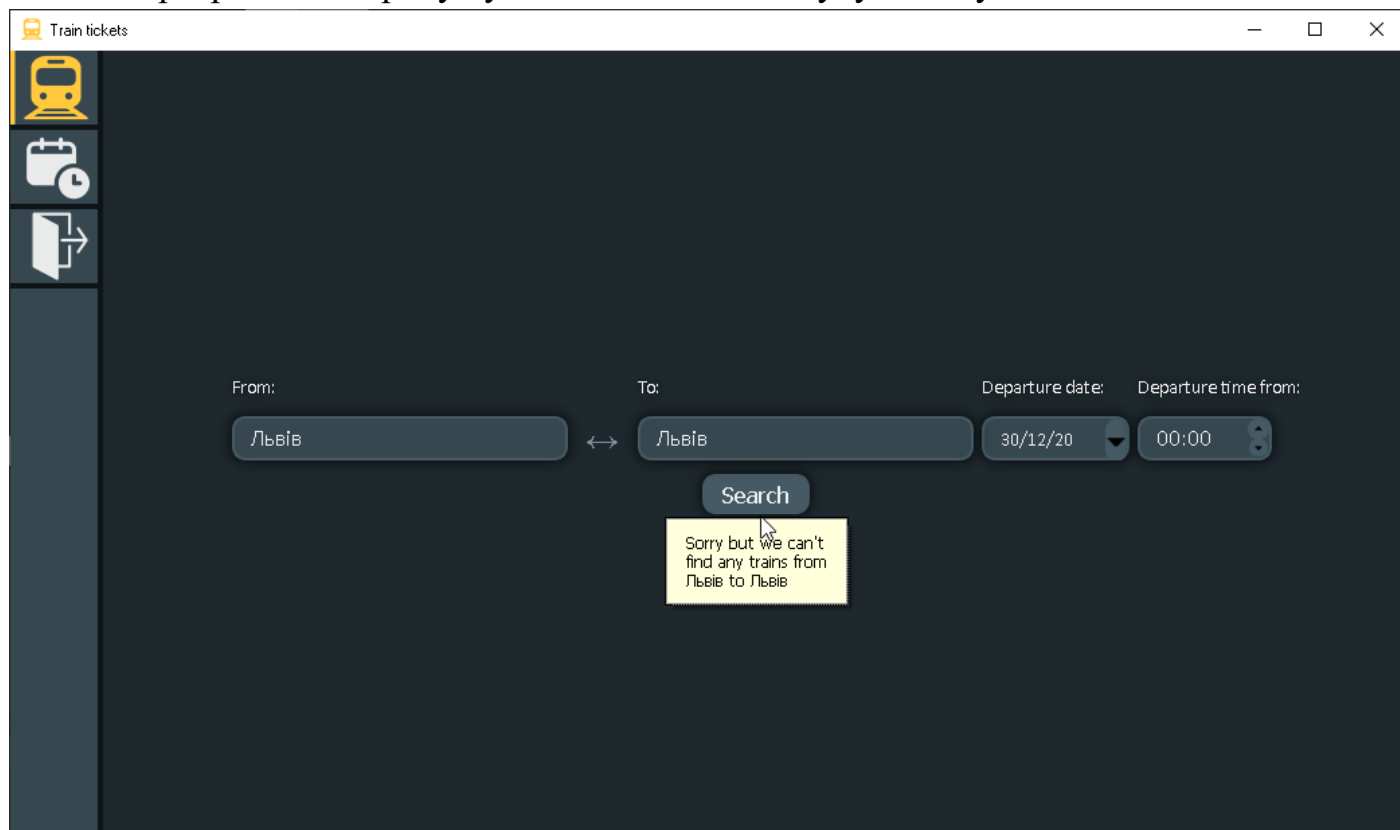 Train tickets
From:
To:
Departure date:
Departure time from:
Львів
Львів
30/12/20
00:00
Search
Sorry but we can't
find any trains from
Львів to Львів